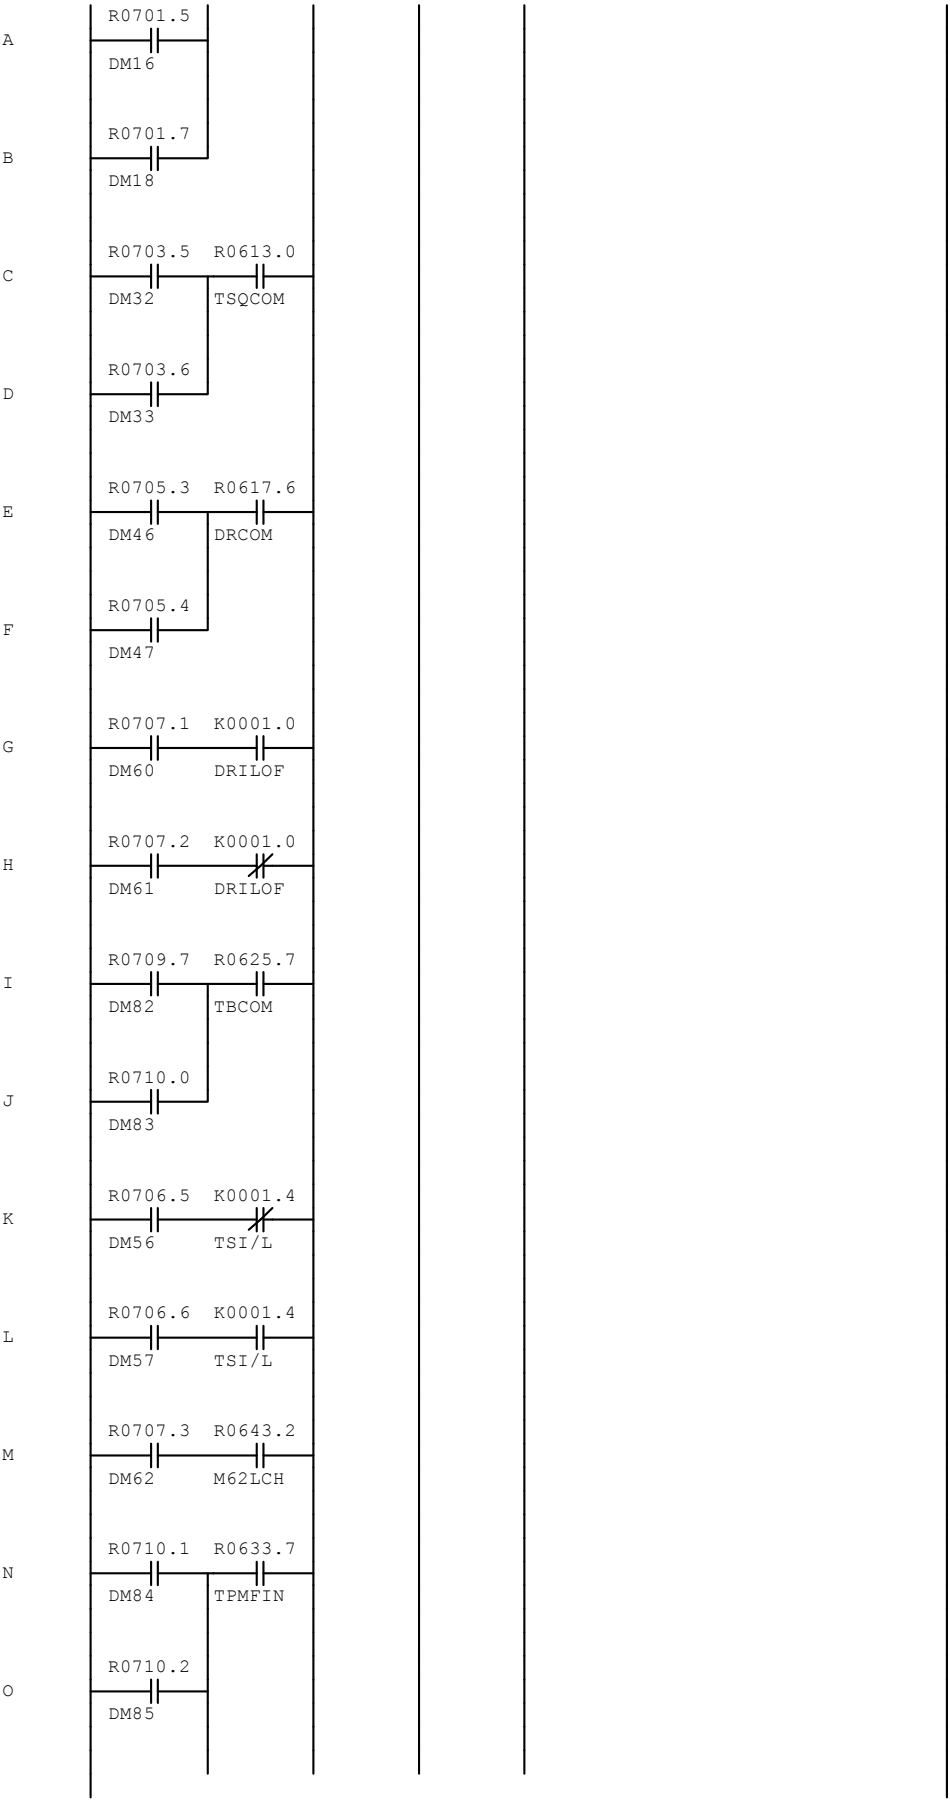 R0701.5
A
DM16
R0701.7
B
DM18
R0703.5 R0613.0
C
DM32 TSQCOM
R0703.6
D
DM33
R0705.3 R0617.6
E
DM46 DRCOM
R0705.4
F
DM47
R0707.1 K0001.0
G
DM60 DRILOF
R0707.2 K0001.0
H
DM61 DRILOF
R0709.7 R0625.7
I
DM82 TBCOM
R0710.0
J
DM83
R0706.5 K0001.4
K
DM56 TSI/L
R0706.6 K0001.4
L
DM57 TSI/L
R0707.3 R0643.2
M
DM62 M62LCH
R0710.1 R0633.7
N
DM84 TPMFIN
R0710.2
O
DM85